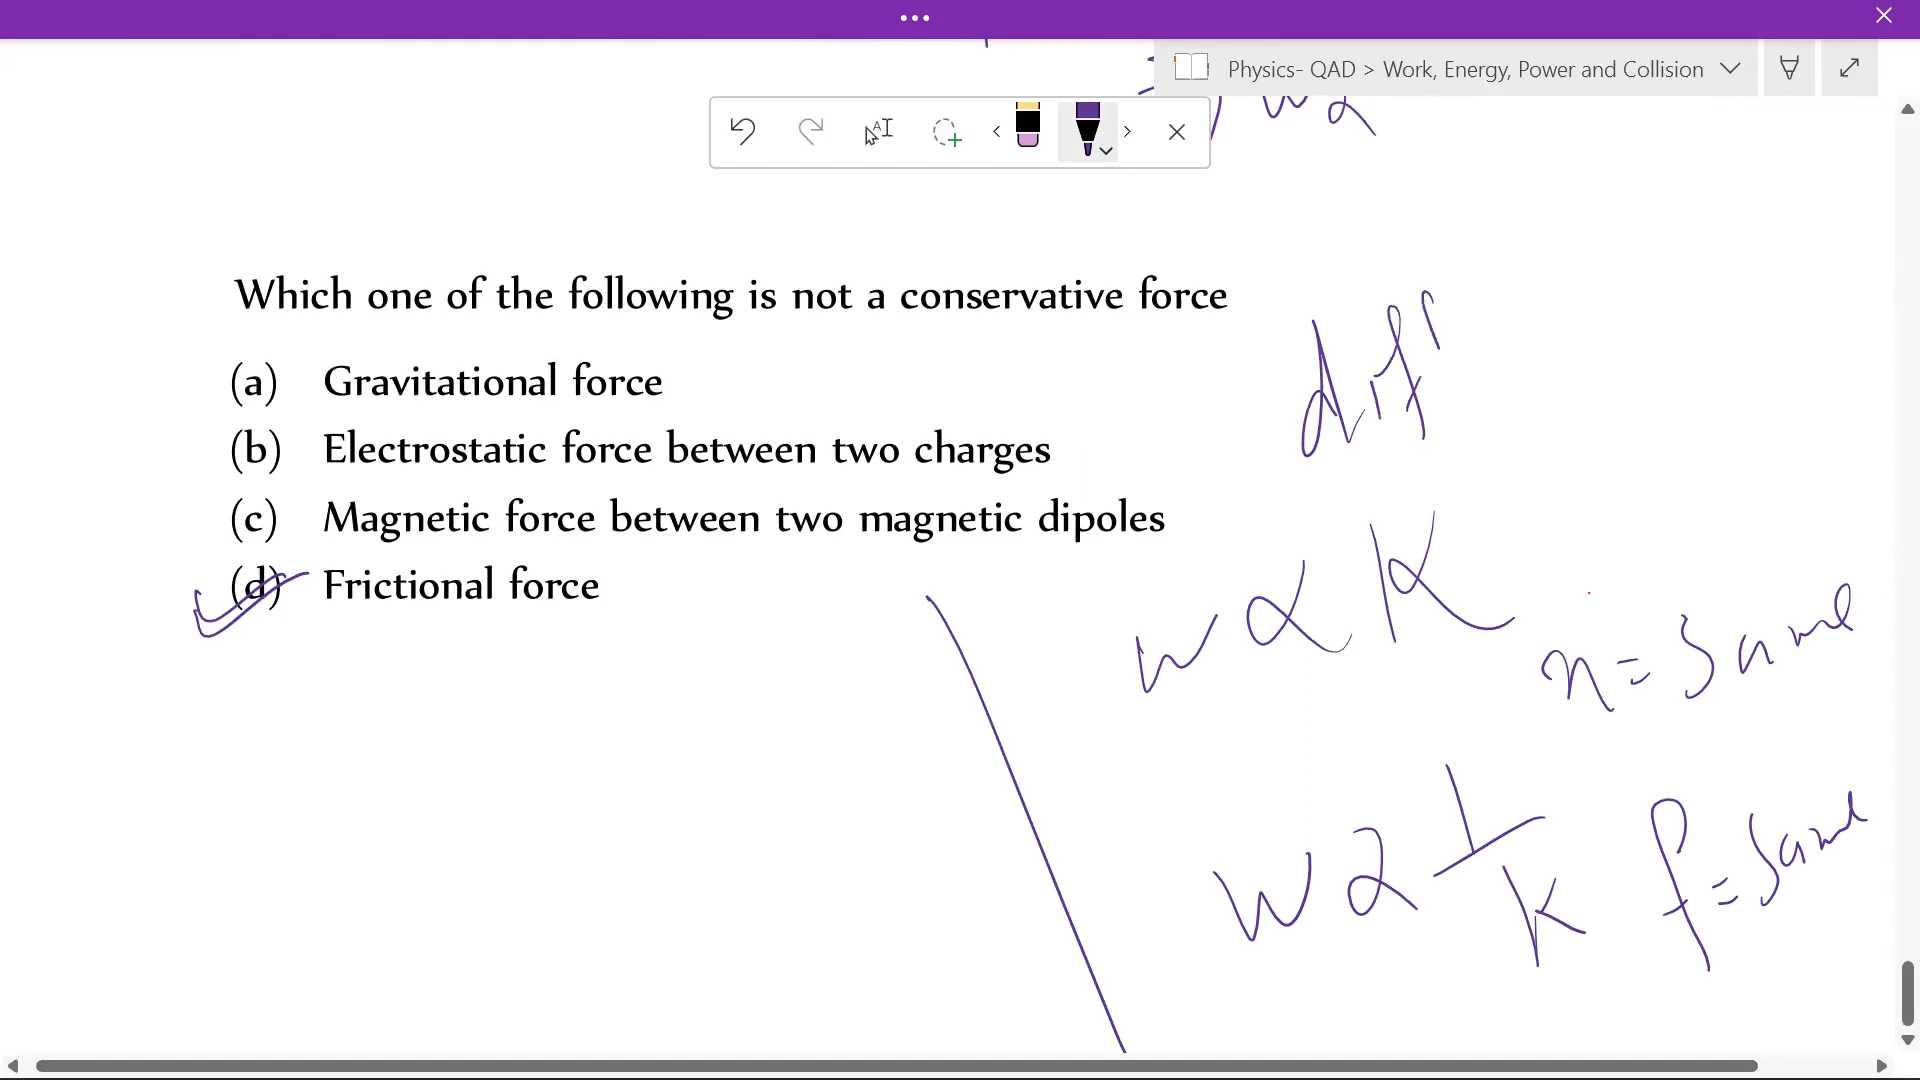 Physics- QAD > Work, Energy, Power and Collision
W α
Which one of the following is not a conservative force
(a) Gravitational force
(b) Electrostatic force between two charges
(c) Magnetic force between two magnetic dipoles
(d) Frictional force
diff
W α K
x = Same
W α 1/K F = Same